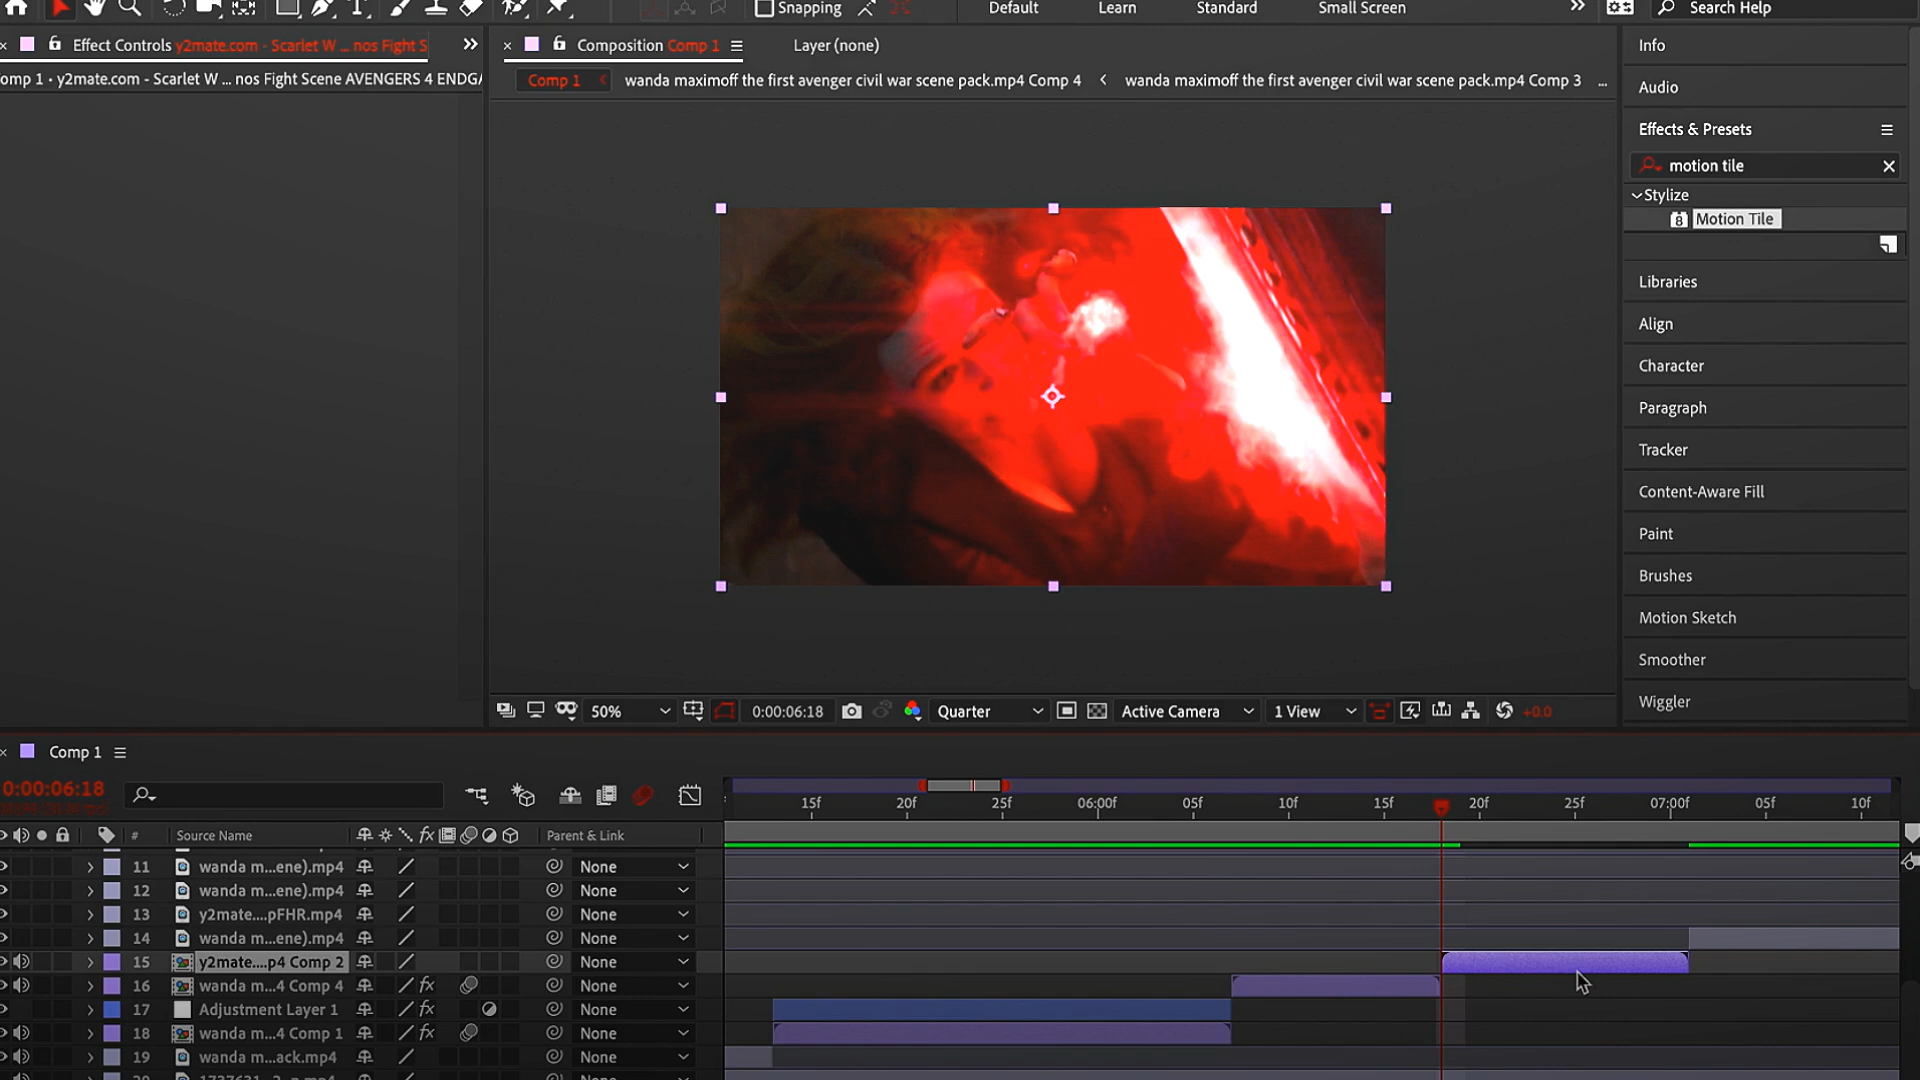 Snapping
Default
Learn
Standard
Small Screen
Search Help
Effect Controls y2mate.com - Scarlet W ... nos Fight S
Composition Comp 1
Layer (none)
omp 1 • y2mate.com - Scarlet W ... nos Fight Scene AVENGERS 4 ENDGA
Comp 1
wanda maximoff the first avenger civil war scene pack.mp4 Comp 4
wanda maximoff the first avenger civil war scene pack.mp4 Comp 3
...
Info
Audio
Effects & Presets
motion tile
Stylize
8
Motion Tile
Libraries
Align
Character
Paragraph
Tracker
Content-Aware Fill
Paint
Brushes
Motion Sketch
Smoother
Wiggler
50%
0:00:06:18
Quarter
Active Camera
1 View
+0.0
Comp 1
0:00:06:18
15f
20f
25f
06:00f
05f
10f
15f
20f
25f
07:00f
05f
10f
#
Source Name
fx
Parent & Link
11 wanda m...ene).mp4 None
12 wanda m...ene).mp4 None
13 y2mate....pFHR.mp4 None
14 wanda m...ene).mp4 None
15 y2mate....p4 Comp 2 None
16 wanda m...4 Comp 4 fx None
17 Adjustment Layer 1 fx None
18 wanda m...4 Comp 1 fx None
19 wanda m...ack.mp4 None